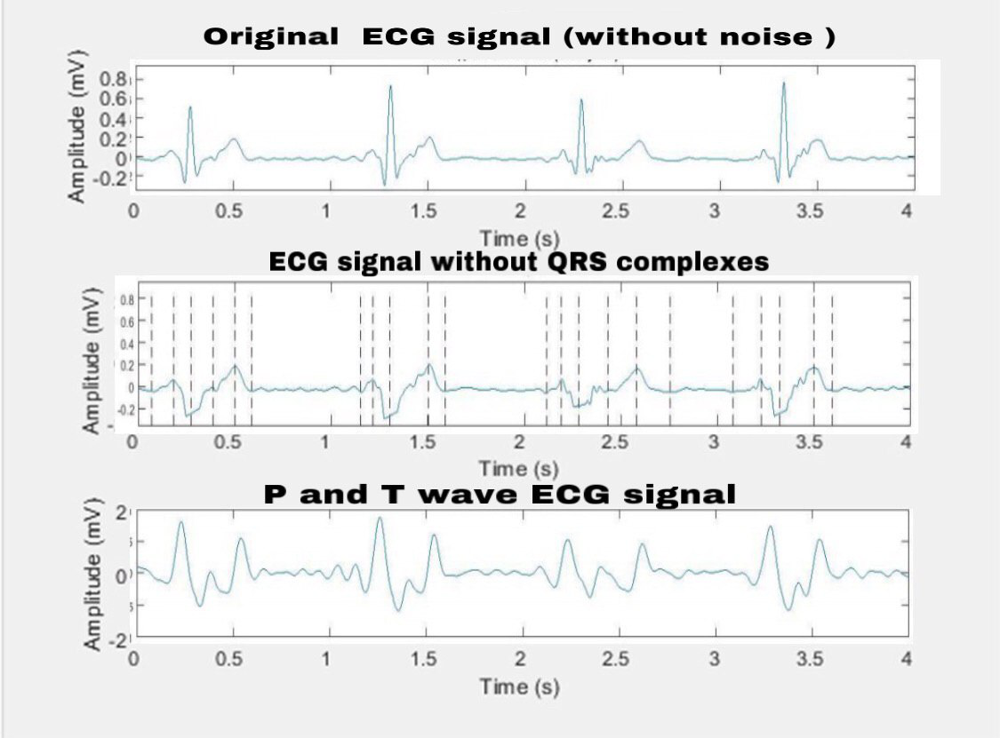 Original ECG signal (without noise )
Amplitude (mV)
0.8
0.6
0.4
0.2
0
-0.2
0 0.5 1 1.5 2 2.5 3 3.5 4
Time (s)
ECG signal without QRS complexes
Amplitude (mV)
0.8
0.6
0.4
0.2
0
-0.2
0 0.5 1 1.5 2 2.5 3 3.5 4
Time (s)
P and T wave ECG signal
Amplitude (mV)
2
5
0
5
-2
0 0.5 1 1.5 2 2.5 3 3.5 4
Time (s)